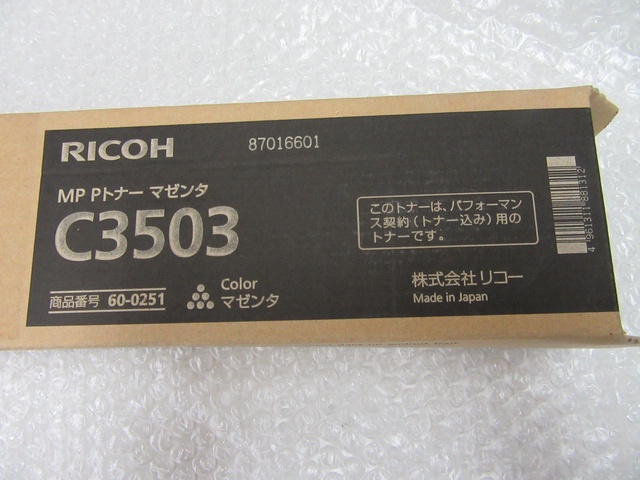 RICOH
87016601
MP Pトナー マゼンタ
C3503
このトナーは、パフォーマン
ス契約(トナー込み)用の
トナーです。
商品番号 60-0251
Color
マゼンタ
株式会社リコー
Made in Japan
4 961311 881312